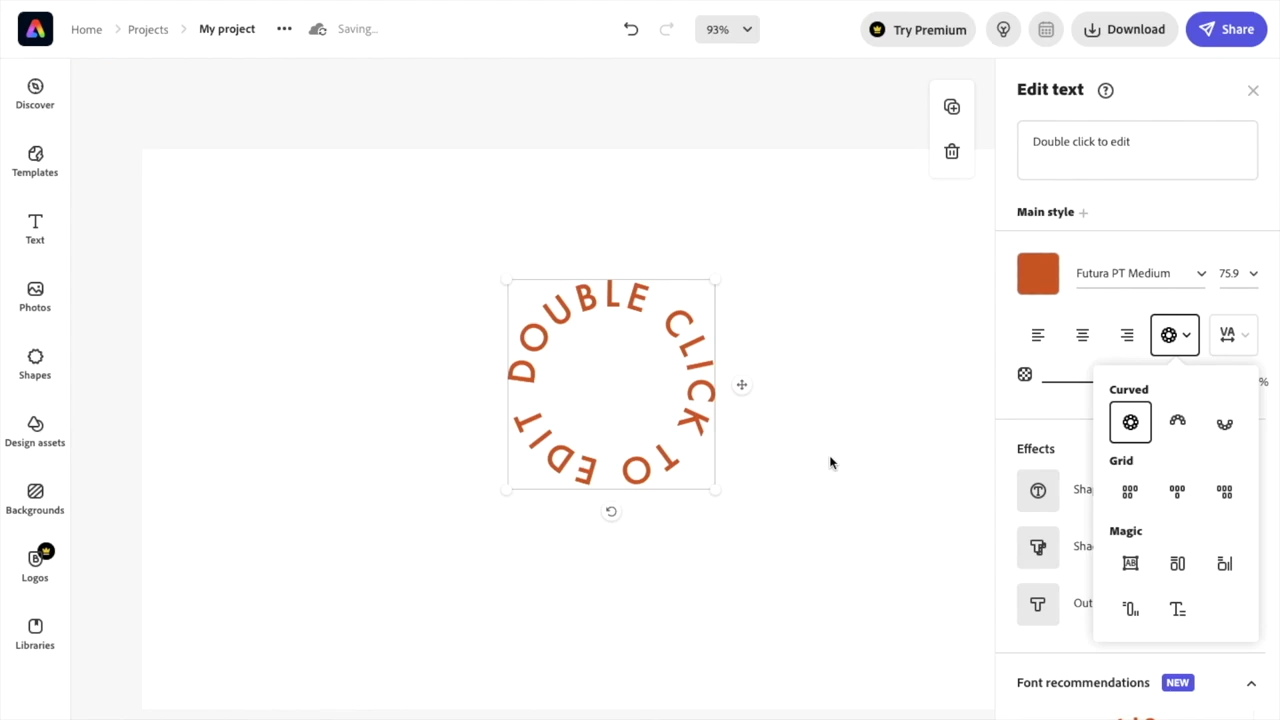 Home
Projects
My project
Saving...
93%
Try Premium
Download
Share
Discover
Templates
Text
Photos
Shapes
Design assets
Backgrounds
Logos
Libraries
DOUBLE CLICK TO EDIT
Edit text
Double click to edit
Main style
Futura PT Medium
75.9
VA
%
Curved
Grid
Magic
AB
Effects
Sha
Sha
Out
Font recommendations
NEW